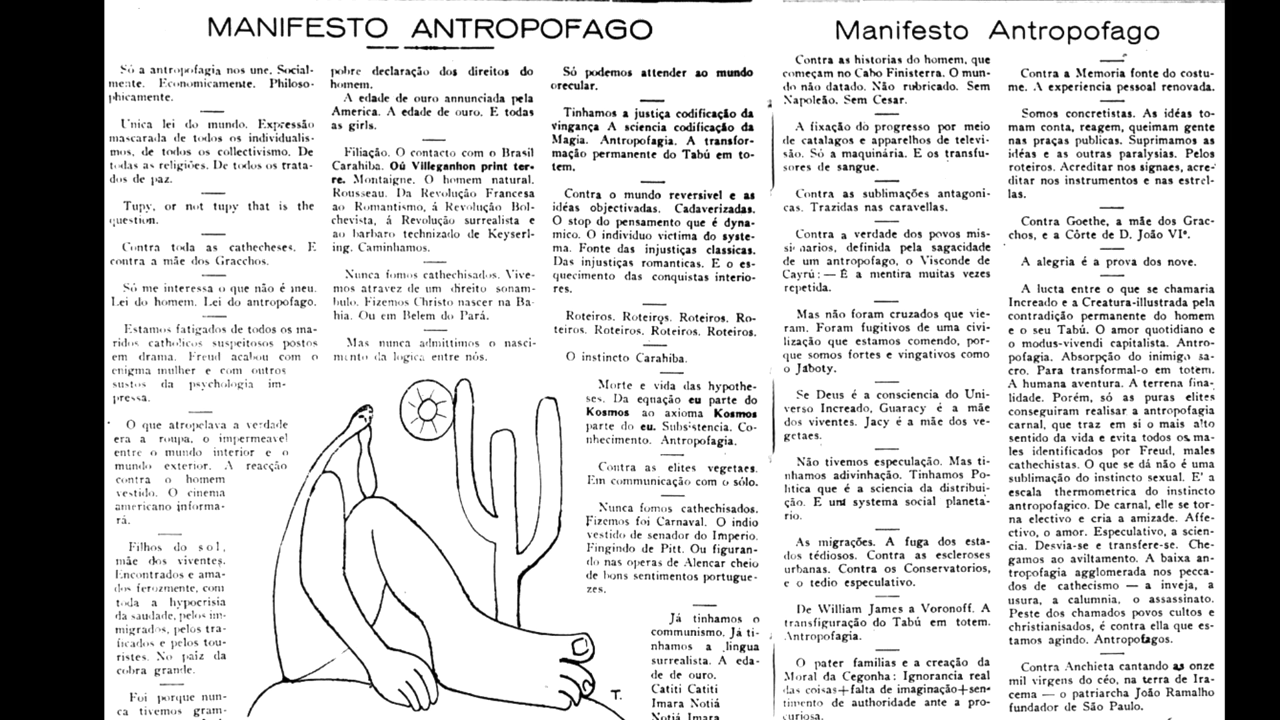 MANIFESTO ANTROPOFAGO
Só a antropofagia nos une. Social-
mente. Economicamente. Philoso-
phicamente.
Unica lei do mundo. Expressão
mascarada de todos os individualis-
mos, de todos os collectivismo. De
todas as religiões. De todos os trata-
dos de paz.
Tupy, or not tupy that is the
question.
Contra toda as cathecheses. E
contra a mãe dos Gracchos.
Só me interessa o que não é meu.
Lei do homem. Lei do antropofago.
Estamos fatigados de todos os ma-
ridos catholicos suspeitosos postos
em drama. Freud acabou com o
enigma mulher e com outros
sustos da psychologia im-
pressa.
O que atropelava a verdade
era a roupa, o impermeavel
entre o mundo interior e o
mundo exterior. A reacção
contra o homem
vestido. O cinema
americano informa-
rá.
Filhos do sol,
mãe dos viventes.
Encontrados e ama-
dos ferozmente, com
toda a hypocrisia
da saudade, pelos im-
migrados, pelos tra-
ficados e pelos tou-
ristes. No paiz da
cobra grande.
Foi porque nun-
ca tivemos gram-
pobre declaração dos direitos do
homem.
A edade de ouro annunciada pela
America. A edade de ouro. E todas
as girls.
Filiação. O contacto com o Brasil
Carahiba. Oú Villeganhon print ter-
re. Montaigne. O homem natural.
Rousseau. Da Revolução Francesa
ao Romantismo, á Revolução Bol-
chevista, á Revolução surrealista e
ao barbaro technizado de Keyserl-
ing. Caminhamos.
Nunca fomos cathechisados. Vive-
mos atravez de um direito sonam-
bulo. Fizemos Christo nascer na Ba-
hia. Ou em Belem do Pará.
Mas nunca admittimos o nasci-
mento da logica entre nós.
T.
Só podemos attender ao mundo
orecular.
Tinhamos a justiça codificação da
vingança A sciencia codificação da
Magia. Antropofagia. A transfor-
mação permanente do Tabú em to-
tem.
Contra o mundo reversivel e as
idéas objectivadas. Cadaverizadas.
O stop do pensamento que é dyna-
mico. O individuo victima do syste-
ma. Fonte das injustiças classicas.
Das injustiças romanticas. E o es-
quecimento das conquistas interio-
res.
Roteiros. Roteiros. Roteiros. Ro-
teiros. Roteiros. Roteiros. Roteiros.
O instincto Carahiba.
Morte e vida das hypothe-
ses. Da equação eu parte do
Kosmos ao axioma Kosmos
parte do eu. Subsistencia. Co-
nhecimento. Antropofagia.
Contra as elites vegetaes.
Em communicação com o sólo.
Nunca fomos cathechisados.
Fizemos foi Carnaval. O indio
vestido de senador do Imperio.
Fingindo de Pitt. Ou figuran-
do nas operas de Alencar cheio
de bons sentimentos portugue-
zes.
Já tinhamos o
communismo. Já ti-
nhamos a lingua
surrealista. A eda-
de de ouro.
Catiti Catiti
Imara Notiá
Notiá Imara
Manifesto Antropofago
Contra as historias do homem, que
começam no Cabo Finisterra. O mun-
do não datado. Não rubricado. Sem
Napoleão. Sem Cesar.
A fixação do progresso por meio
de catalagos e apparelhos de televi-
são. Só a maquinária. E os transfu-
sores de sangue.
Contra as sublimações antagoni-
cas. Trazidas nas caravellas.
Contra a verdade dos povos mis-
sionarios, definida pela sagacidade
de um antropofago, o Visconde de
Cayrú: — É a mentira muitas vezes
repetida.
Mas não foram cruzados que vie-
ram. Foram fugitivos de uma civi-
lização que estamos comendo, por-
que somos fortes e vingativos como
o Jaboty.
Se Deus é a consciencia do Uni-
verso Increado, Guaracy é a mãe
dos viventes. Jacy é a mãe dos ve-
getaes.
Não tivemos especulação. Mas ti-
nhamos adivinhação. Tinhamos Po-
litica que é a sciencia da distribui-
ção. E um systema social planeta-
rio.
As migrações. A fuga dos esta-
dos tédiosos. Contra as escleroses
urbanas. Contra os Conservatorios,
e o tedio especulativo.
De William James a Voronoff. A
transfiguração do Tabú em totem.
Antropofagia.
O pater familias e a creação da
Moral da Cegonha: Ignorancia real
das coisas+falta de imaginação+sen-
timento de authoridade ante a pro-
curiosa.
Contra a Memoria fonte do costu-
me. A experiencia pessoal renovada.
Somos concretistas. As idéas to-
mam conta, reagem, queimam gente
nas praças publicas. Suprimamos as
idéas e as outras paralysias. Pelos
roteiros. Acreditar nos signaes, acre-
ditar nos instrumentos e nas estrel-
las.
Contra Goethe, a mãe dos Grac-
chos, e a Côrte de D. João VIº.
A alegria é a prova dos nove.
A lucta entre o que se chamaria
Increado e a Creatura-illustrada pela
contradição permanente do homem
e o seu Tabú. O amor quotidiano e
o modus-vivendi capitalista. Antro-
pofagia. Absorpção do inimigo sa-
cro. Para transformal-o em totem.
A humana aventura. A terrena fina-
lidade. Porém, só as puras elites
conseguiram realisar a antropofagia
carnal, que traz em si o mais alto
sentido da vida e evita todos os ma-
les identificados por Freud, males
cathechistas. O que se dá não é uma
sublimação do instincto sexual. E' a
escala thermometrica do instincto
antropofagico. De carnal, elle se tor-
na electivo e cria a amizade. Affe-
ctivo, o amor. Especulativo, a scien-
cia. Desvia-se e transfere-se. Che-
gamos ao aviltamento. A baixa an-
tropofagia agglomerada nos pecca-
dos de cathecismo — a inveja, a
usura, a calumnia, o assassinato.
Peste dos chamados povos cultos e
christianisados, é contra ella que es-
tamos agindo. Antropofagos.
Contra Anchieta cantando as onze
mil virgens do céo, na terra de Ira-
cema — o patriarcha João Ramalho
fundador de São Paulo.